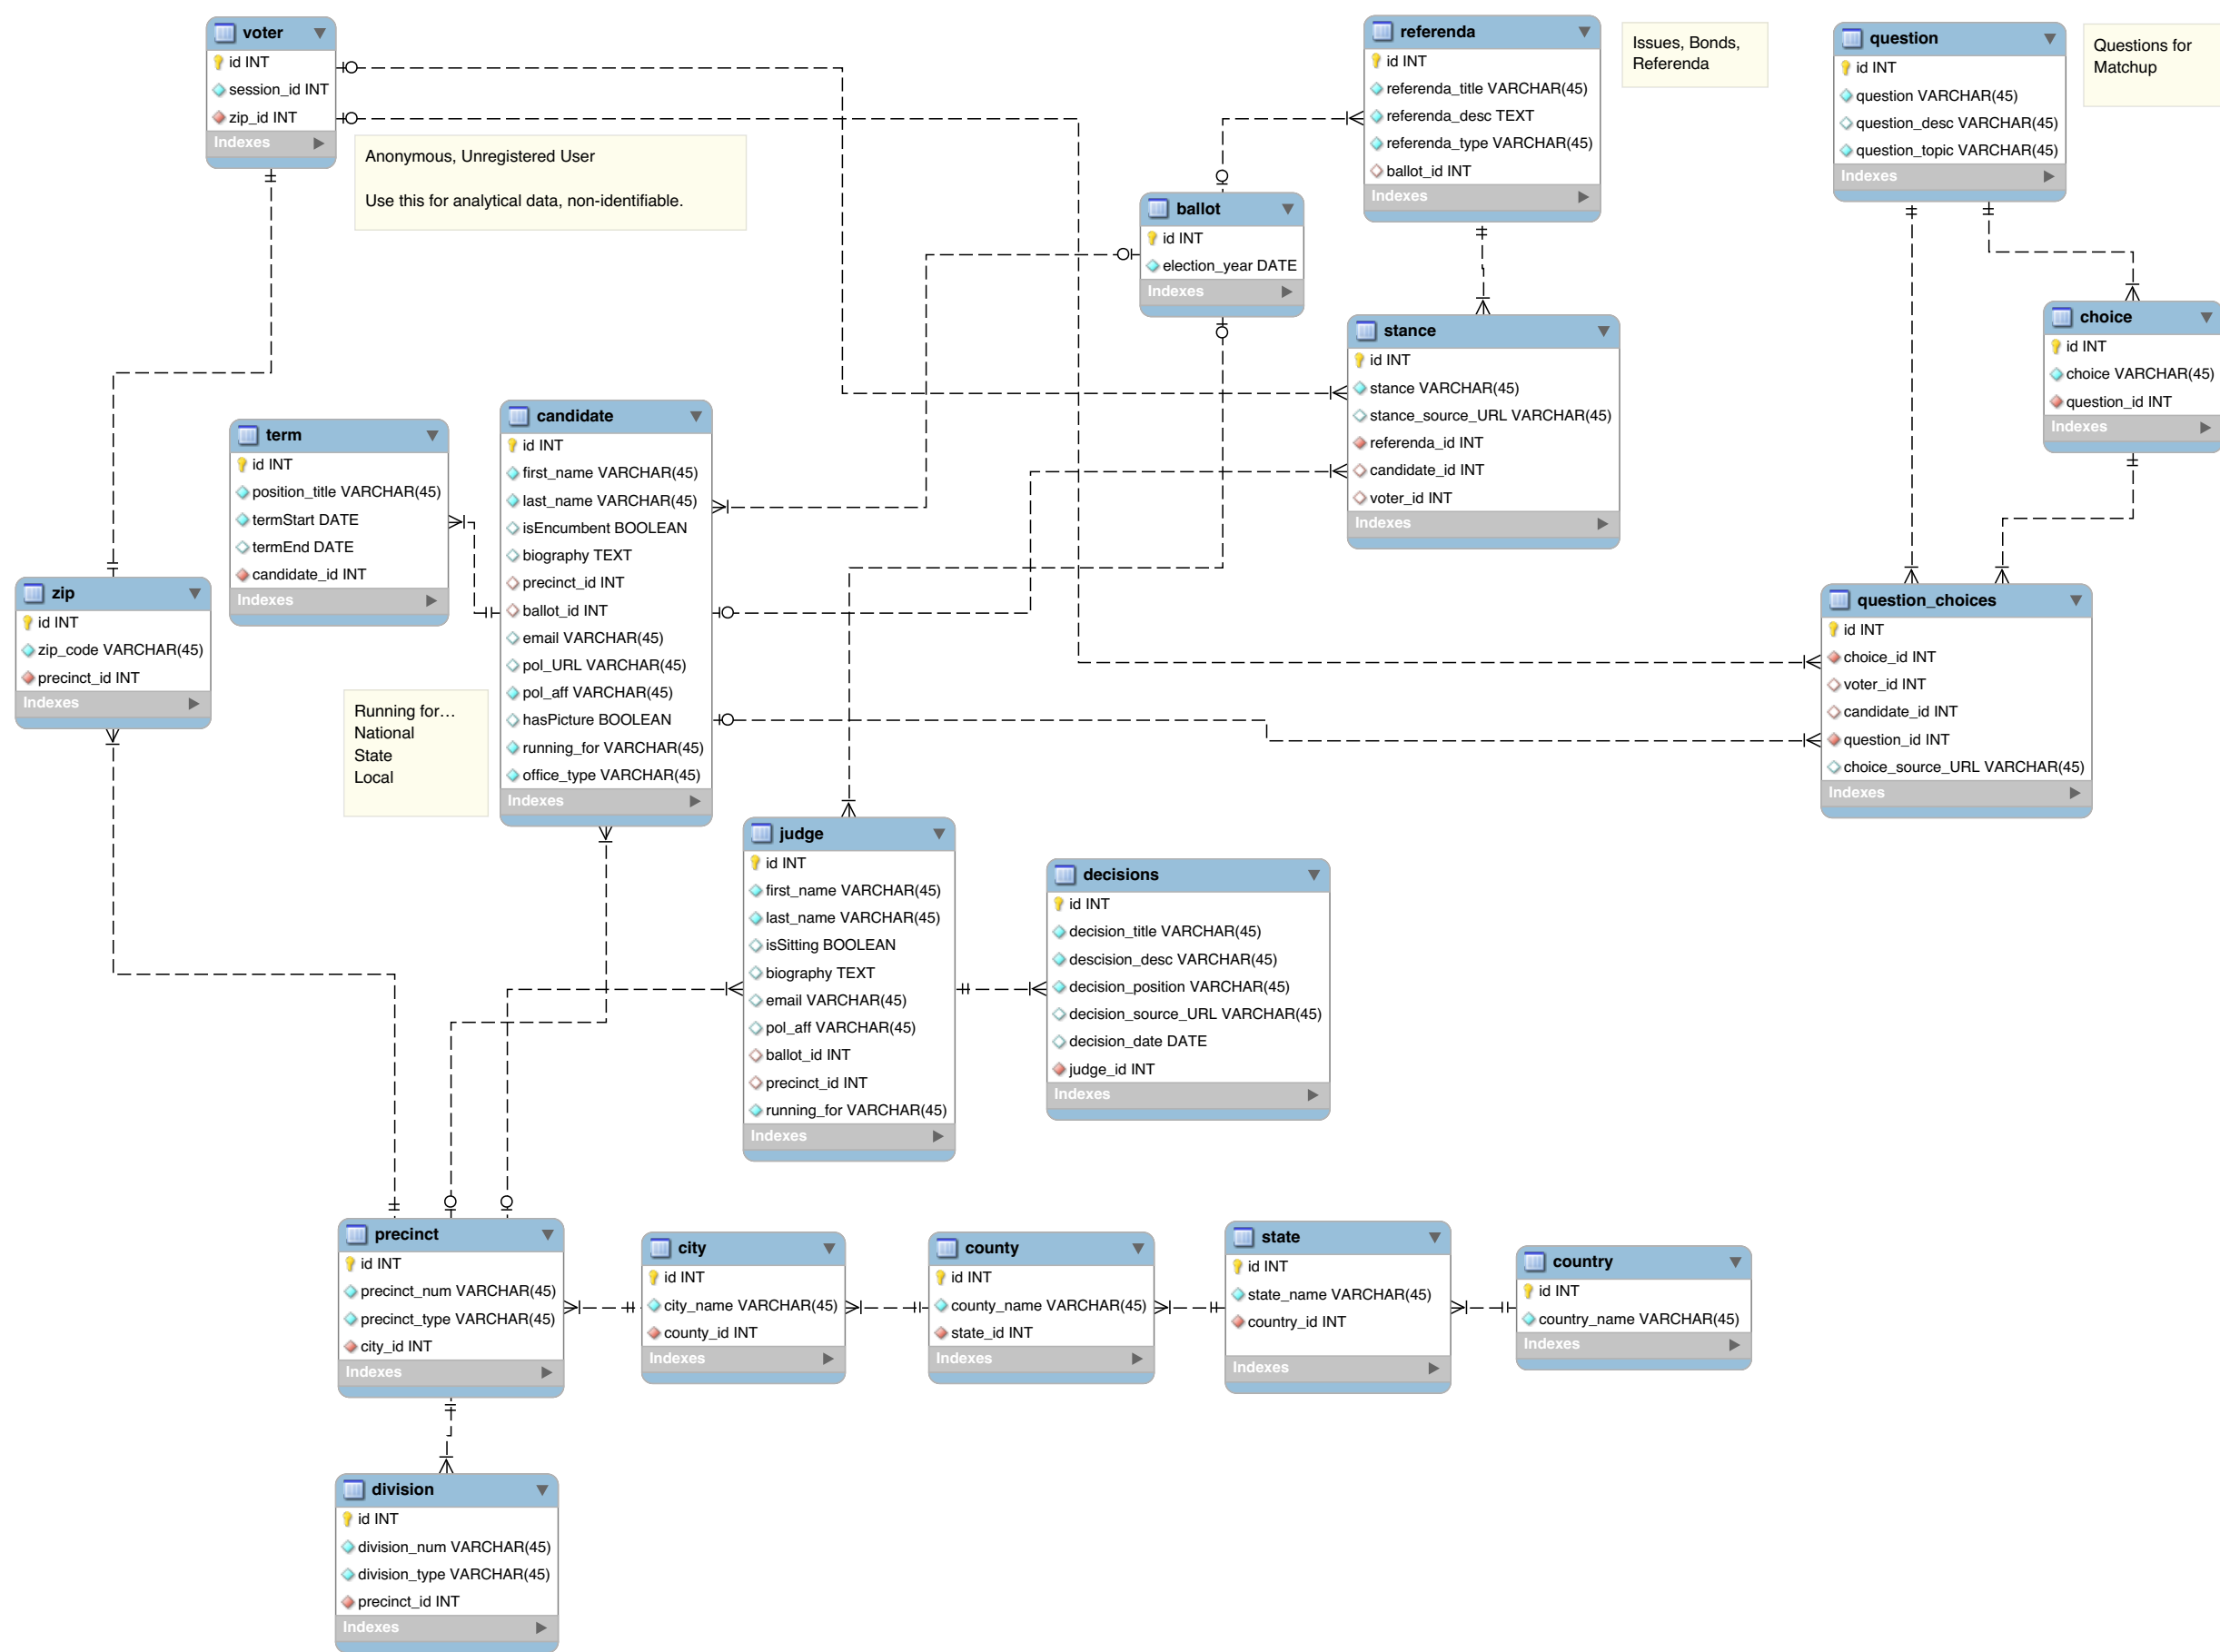 voter
id INT
session_id INT
zip_id INT
Indexes
Anonymous, Unregistered User
Use this for analytical data, non-identifiable.
referenda
id INT
referenda_title VARCHAR(45)
referenda_desc TEXT
referenda_type VARCHAR(45)
ballot_id INT
Indexes
Issues, Bonds,
Referenda
question
id INT
question VARCHAR(45)
question_desc VARCHAR(45)
question_topic VARCHAR(45)
Indexes
Questions for
Matchup
ballot
id INT
election_year DATE
Indexes
stance
id INT
stance VARCHAR(45)
stance_source_URL VARCHAR(45)
referenda_id INT
candidate_id INT
voter_id INT
Indexes
choice
id INT
choice VARCHAR(45)
question_id INT
Indexes
term
id INT
position_title VARCHAR(45)
termStart DATE
termEnd DATE
candidate_id INT
Indexes
candidate
id INT
first_name VARCHAR(45)
last_name VARCHAR(45)
isEncumbent BOOLEAN
biography TEXT
precinct_id INT
ballot_id INT
email VARCHAR(45)
pol_URL VARCHAR(45)
pol_aff VARCHAR(45)
hasPicture BOOLEAN
running_for VARCHAR(45)
office_type VARCHAR(45)
Indexes
zip
id INT
zip_code VARCHAR(45)
precinct_id INT
Indexes
Running for...
National
State
Local
question_choices
id INT
choice_id INT
voter_id INT
candidate_id INT
question_id INT
choice_source_URL VARCHAR(45)
Indexes
judge
id INT
first_name VARCHAR(45)
last_name VARCHAR(45)
isSitting BOOLEAN
biography TEXT
email VARCHAR(45)
pol_aff VARCHAR(45)
ballot_id INT
precinct_id INT
running_for VARCHAR(45)
Indexes
decisions
id INT
decision_title VARCHAR(45)
descision_desc VARCHAR(45)
decision_position VARCHAR(45)
decision_source_URL VARCHAR(45)
decision_date DATE
judge_id INT
Indexes
precinct
id INT
precinct_num VARCHAR(45)
precinct_type VARCHAR(45)
city_id INT
Indexes
city
id INT
city_name VARCHAR(45)
county_id INT
Indexes
county
id INT
county_name VARCHAR(45)
state_id INT
Indexes
state
id INT
state_name VARCHAR(45)
country_id INT
Indexes
country
id INT
country_name VARCHAR(45)
Indexes
division
id INT
division_num VARCHAR(45)
division_type VARCHAR(45)
precinct_id INT
Indexes